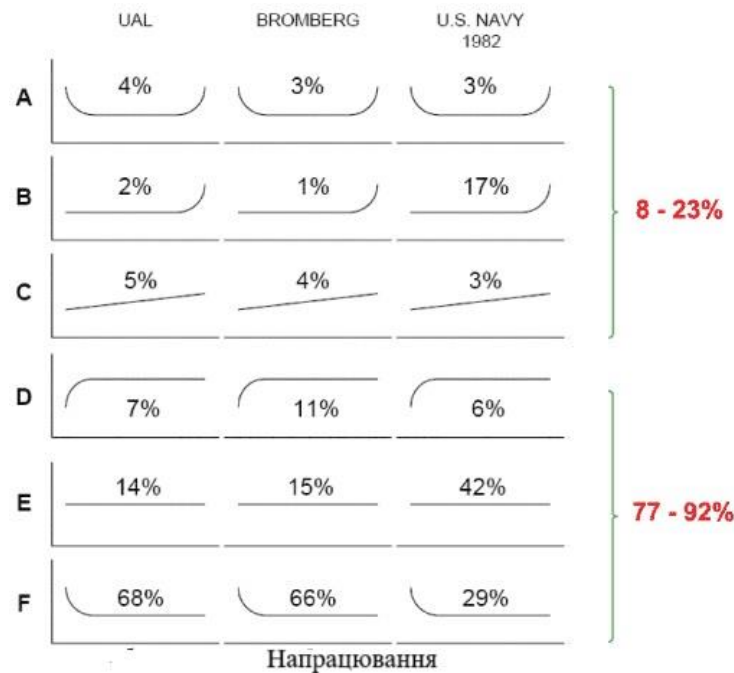 UAL BROMBERG U.S. NAVY
1982
A 4% 3% 3%
B 2% 1% 17%
8 - 23%
C 5% 4% 3%
D 7% 11% 6%
E 14% 15% 42%
77 - 92%
F 68% 66% 29%
Напрацювання